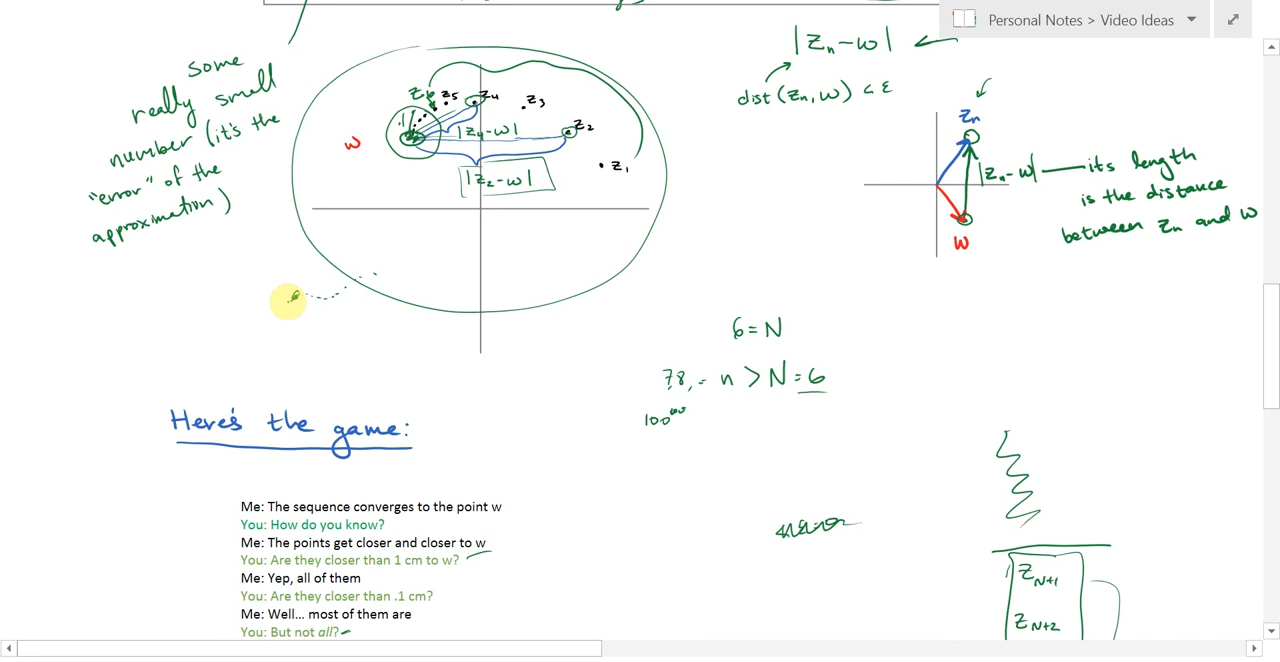 Personal Notes > Video Ideas
some
really small
number (it's the
"error" of the
approximation)
w
z5
z4
z3
z2
z1
|z4-w|
|z2-w|
|zn-w|
dist(zn,w) < ε
zn
|zn-w| — its length
is the distance
between zn and w
w
6=N
7,8, - n > N = 6
Here's the game:
Me: The sequence converges to the point w
You: How do you know?
Me: The points get closer and closer to w
You: Are they closer than 1 cm to w?
Me: Yep, all of them
You: Are they closer than .1 cm?
Me: Well... most of them are
You: But not all?
zN+1
zN+2